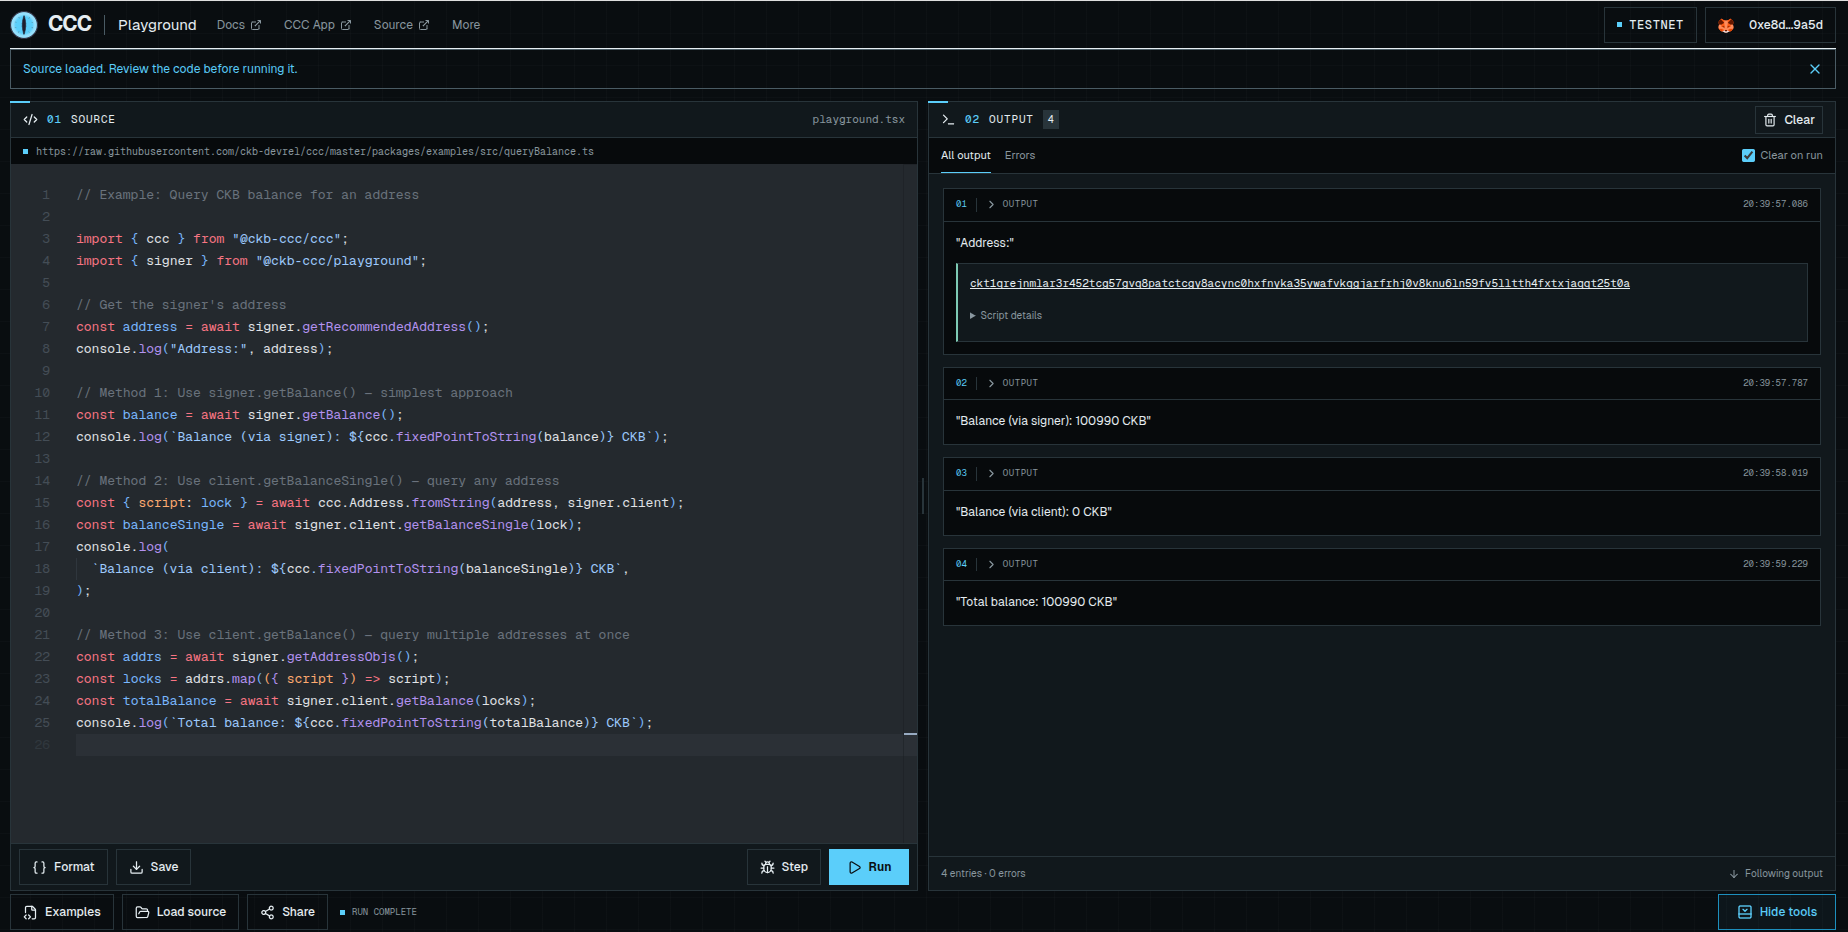 CCC
Playground
Docs
CCC App
Source
More
TESTNET
0xe8d...9a5d
Source loaded. Review the code before running it.
01 SOURCE
playground.tsx
https://raw.githubusercontent.com/ckb-devrel/ccc/master/packages/examples/src/queryBalance.ts
1 // Example: Query CKB balance for an address
2
3 import { ccc } from "@ckb-ccc/ccc";
4 import { signer } from "@ckb-ccc/playground";
5
6 // Get the signer's address
7 const address = await signer.getRecommendedAddress();
8 console.log("Address:", address);
9
10 // Method 1: Use signer.getBalance() — simplest approach
11 const balance = await signer.getBalance();
12 console.log(`Balance (via signer): ${ccc.fixedPointToString(balance)} CKB`);
13
14 // Method 2: Use client.getBalanceSingle() — query any address
15 const { script: lock } = await ccc.Address.fromString(address, signer.client);
16 const balanceSingle = await signer.client.getBalanceSingle(lock);
17 console.log(
18 `Balance (via client): ${ccc.fixedPointToString(balanceSingle)} CKB`,
19 );
20
21 // Method 3: Use client.getBalance() — query multiple addresses at once
22 const addrs = await signer.getAddressObjs();
23 const locks = addrs.map(({ script }) => script);
24 const totalBalance = await signer.client.getBalance(locks);
25 console.log(`Total balance: ${ccc.fixedPointToString(totalBalance)} CKB`);
26
Format
Save
Step
Run
02 OUTPUT 4
Clear
All output
Errors
Clear on run
01 OUTPUT 20:39:57.086
"Address:"
Script details
02 OUTPUT 20:39:57.787
"Balance (via signer): 100990 CKB"
03 OUTPUT 20:39:58.019
"Balance (via client): 0 CKB"
04 OUTPUT 20:39:59.229
"Total balance: 100990 CKB"
4 entries · 0 errors
Following output
Examples
Load source
Share
RUN COMPLETE
Hide tools